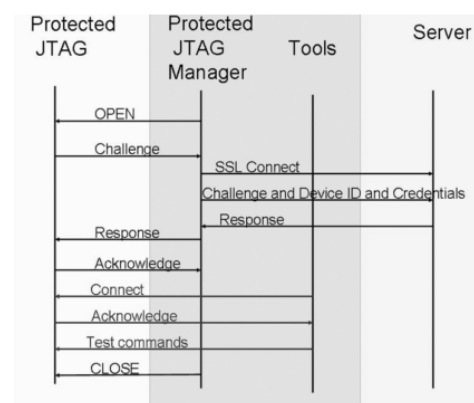 Protected
JTAG
Protected
JTAG
Manager
Tools
Server
OPEN
Challenge
SSL Connect
Challenge and Device ID and Credentials
Response
Response
Acknowledge
Connect
Acknowledge
Test commands
CLOSE